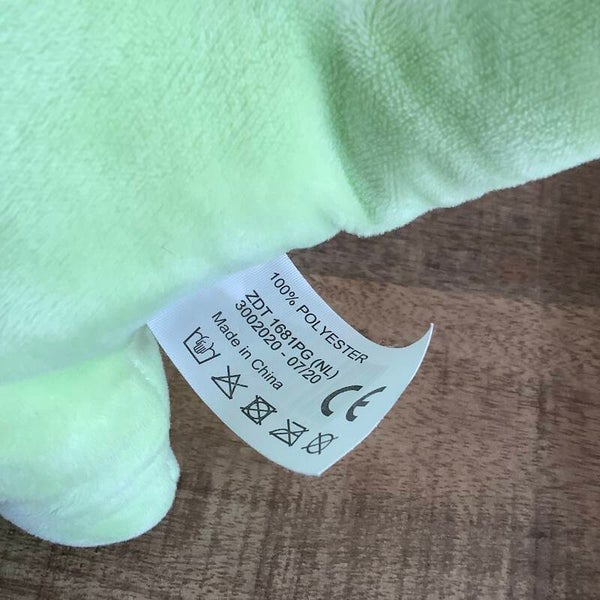 100% POLYESTER
ZDT 1681PG (NL)
3002020 - 07/20
Made in China
CE